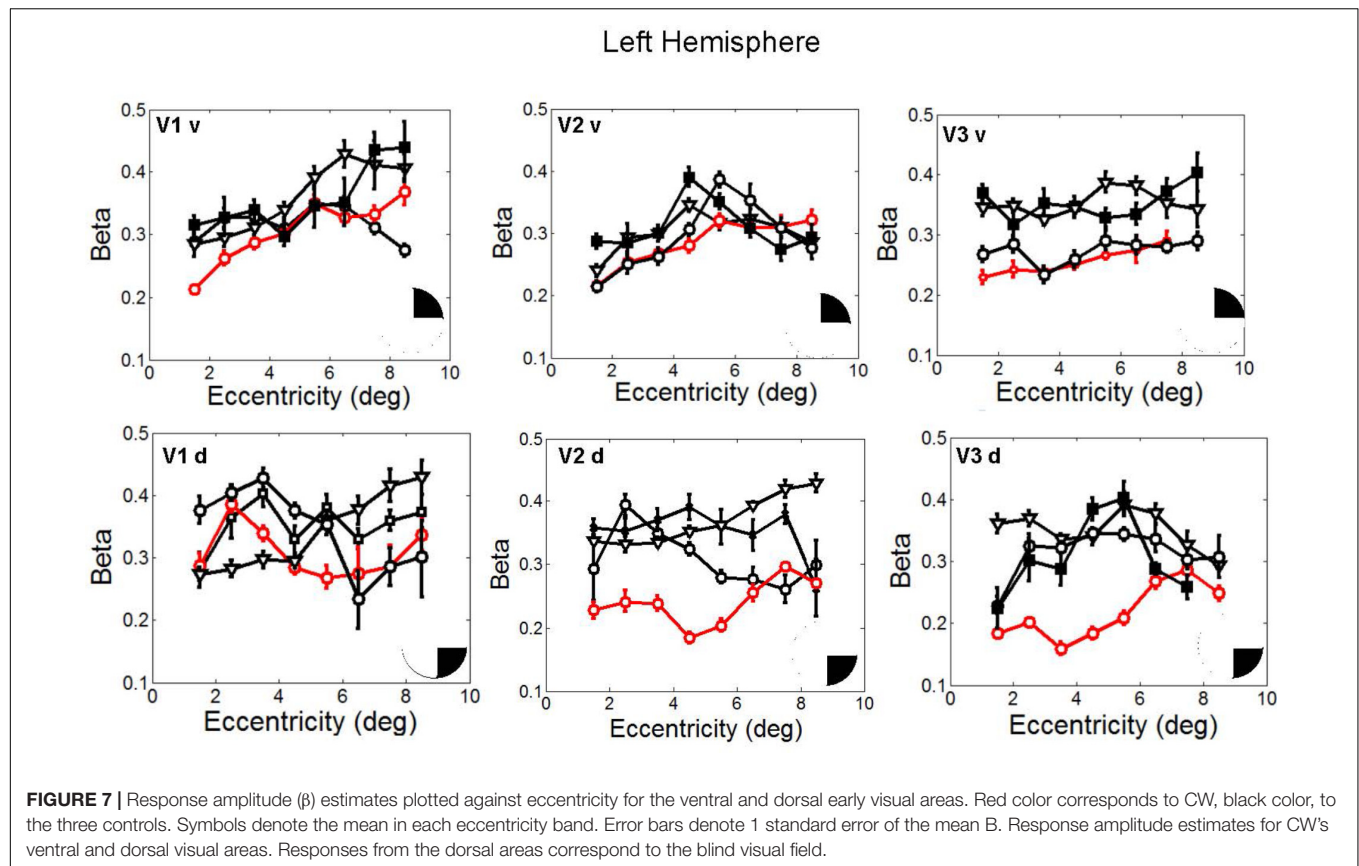 Left Hemisphere
V1 v
0.5
0.4
0.3
0.2
0.1
Beta
0 2 4 6 8 10
Eccentricity (deg)
V2 v
0.5
0.4
0.3
0.2
0.1
Beta
0 2 4 6 8 10
Eccentricity (deg)
V3 v
0.5
0.4
0.3
0.2
0.1
Beta
0 2 4 6 8 10
Eccentricity (deg)
V1 d
0.5
0.4
0.3
0.2
0.1
Beta
0 2 4 6 8 10
Eccentricity (deg)
V2 d
0.5
0.4
0.3
0.2
0.1
Beta
0 2 4 6 8 10
Eccentricity (deg)
V3 d
0.5
0.4
0.3
0.2
0.1
Beta
0 2 4 6 8 10
Eccentricity (deg)
FIGURE 7 | Response amplitude (β) estimates plotted against eccentricity for the ventral and dorsal early visual areas. Red color corresponds to CW, black color, to
the three controls. Symbols denote the mean in each eccentricity band. Error bars denote 1 standard error of the mean B. Response amplitude estimates for CW's
ventral and dorsal visual areas. Responses from the dorsal areas correspond to the blind visual field.